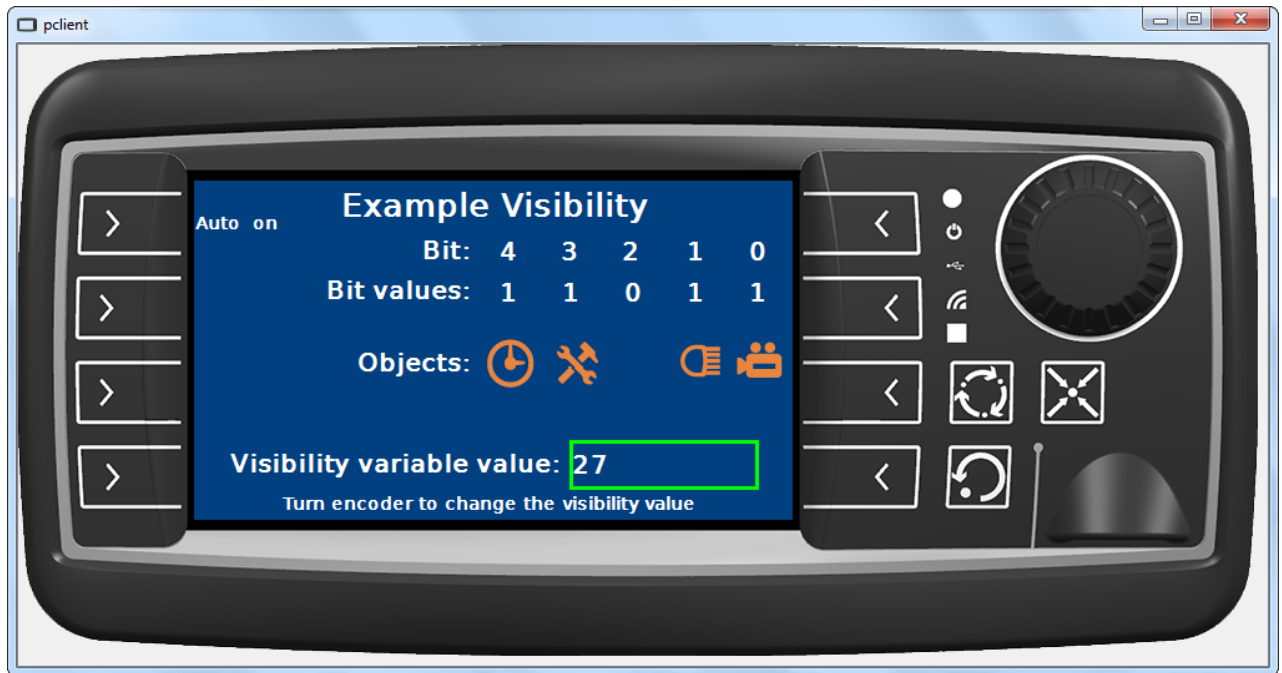 pclient
Example Visibility
Auto on
Bit: 4 3 2 1 0
Bit values: 1 1 0 1 1
Objects:
Visibility variable value: 27
Turn encoder to change the visibility value